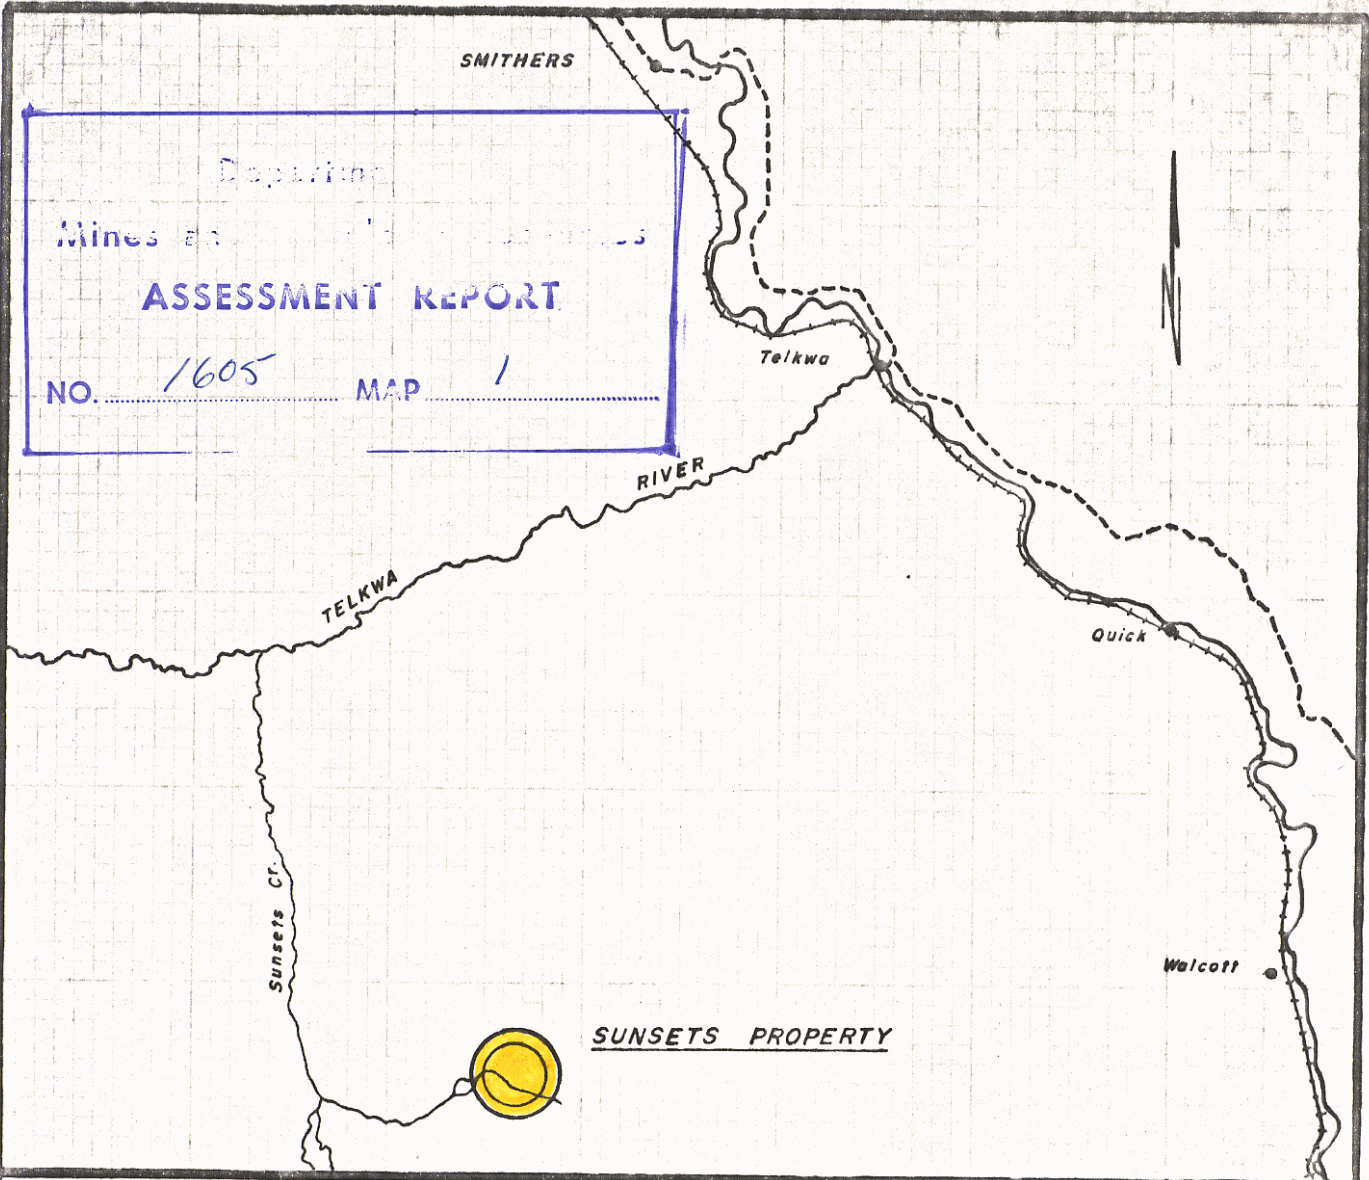 SMITHERS
Mines
ASSESSMENT REPORT
NO. 1605 MAP 1
N
Telkwa
TELKWA RIVER
Quick
Sunsets Cr.
Walcott
SUNSETS PROPERTY